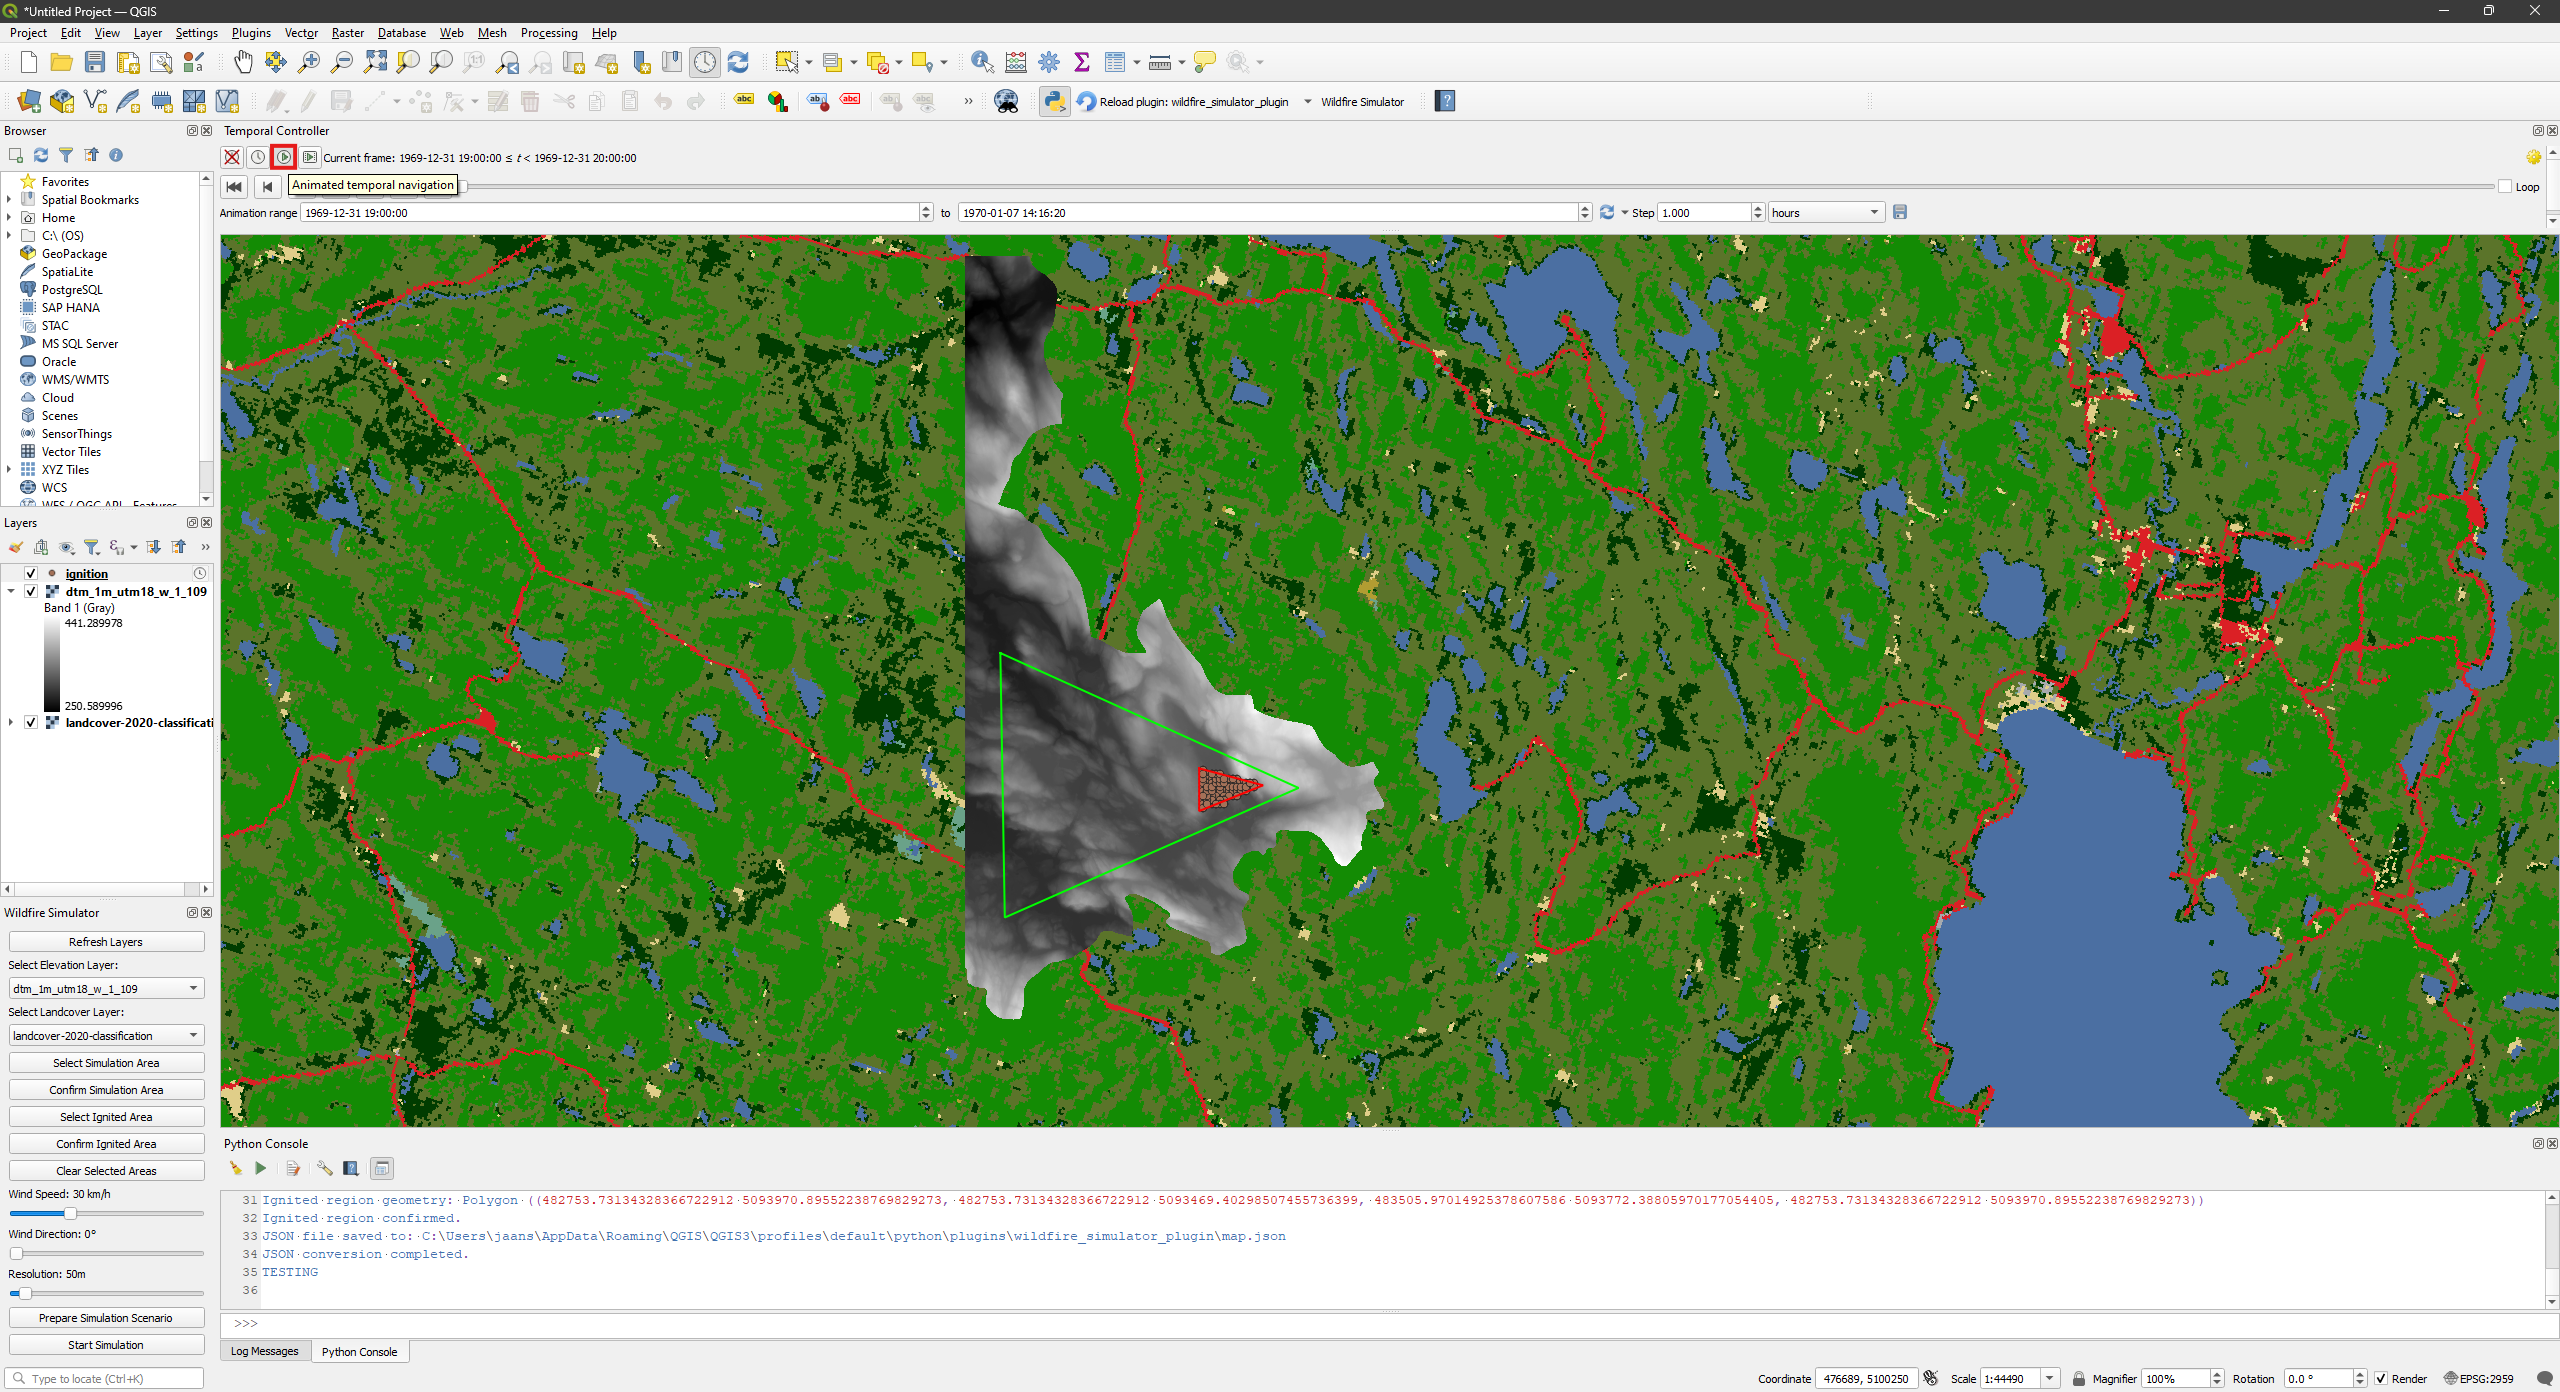 *Untitled Project — QGIS
Project Edit View Layer Settings Plugins Vector Raster Database Web Mesh Processing Help
Reload plugin: wildfire_simulator_plugin Wildfire Simulator
Browser
Favorites
Spatial Bookmarks
Home
C:\ (OS)
GeoPackage
SpatiaLite
PostgreSQL
SAP HANA
STAC
MS SQL Server
Oracle
WMS/WMTS
Cloud
Scenes
SensorThings
Vector Tiles
XYZ Tiles
WCS
WFS / OGC API - Features
Temporal Controller
Current frame: 1969-12-31 19:00:00 ≤ t < 1969-12-31 20:00:00
Animated temporal navigation
Loop
Animation range 1969-12-31 19:00:00 to 1970-01-07 14:16:20 Step 1.000 hours
Layers
ignition
dtm_1m_utm18_w_1_109
Band 1 (Gray)
441.289978
250.589996
landcover-2020-classificati
Wildfire Simulator
Refresh Layers
Select Elevation Layer:
dtm_1m_utm18_w_1_109
Select Landcover Layer:
landcover-2020-classification
Select Simulation Area
Confirm Simulation Area
Select Ignited Area
Confirm Ignited Area
Clear Selected Areas
Wind Speed: 30 km/h
Wind Direction: 0°
Resolution: 50m
Prepare Simulation Scenario
Start Simulation
Type to locate (Ctrl+K)
Python Console
31 Ignited region geometry: Polygon ((482753.73134328366722912 5093970.89552238769829273, 482753.73134328366722912 5093469.40298507455736399, 483505.97014925378607586 5093772.38805970177054405, 482753.73134328366722912 5093970.89552238769829273))
32 Ignited region confirmed.
33 JSON file saved to: C:\Users\jaans\AppData\Roaming\QGIS\QGIS3\profiles\default\python\plugins\wildfire_simulator_plugin\map.json
34 JSON conversion completed.
35 TESTING
36
>>>
Log Messages Python Console
Coordinate 476689, 5100250 Scale 1:44490 Magnifier 100% Rotation 0.0 ° Render EPSG:2959